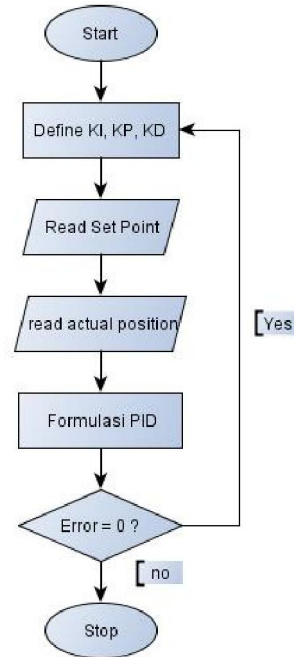 Start
Define KI, KP, KD
Read Set Point
read actual position
Formulasi PID
Error = 0 ?
Yes
no
Stop